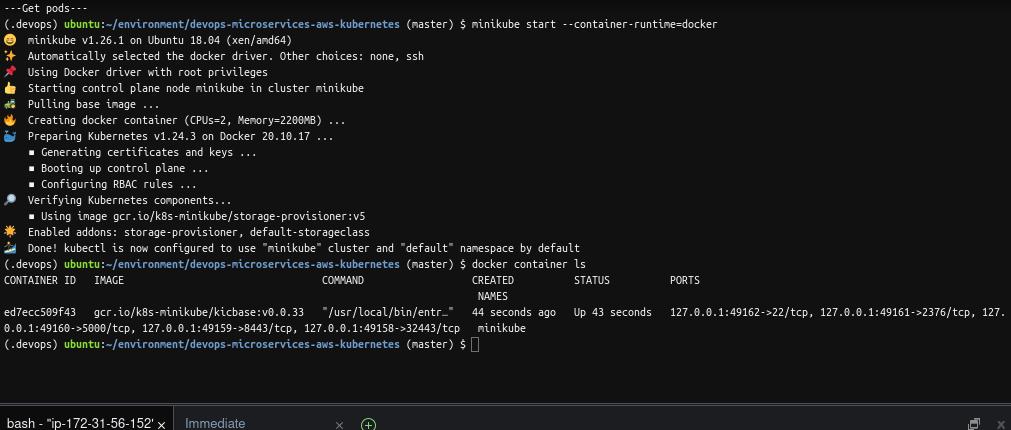 ---Get pods---
(.devops) ubuntu:~/environment/devops-microservices-aws-kubernetes (master) $ minikube start --container-runtime=docker
😄  minikube v1.26.1 on Ubuntu 18.04 (xen/amd64)
✨  Automatically selected the docker driver. Other choices: none, ssh
📌  Using Docker driver with root privileges
👍  Starting control plane node minikube in cluster minikube
🚜  Pulling base image ...
🔥  Creating docker container (CPUs=2, Memory=2200MB) ...
🐳  Preparing Kubernetes v1.24.3 on Docker 20.10.17 ...
    ▪ Generating certificates and keys ...
    ▪ Booting up control plane ...
    ▪ Configuring RBAC rules ...
🔎  Verifying Kubernetes components...
    ▪ Using image gcr.io/k8s-minikube/storage-provisioner:v5
🌟  Enabled addons: storage-provisioner, default-storageclass
🏄  Done! kubectl is now configured to use "minikube" cluster and "default" namespace by default
(.devops) ubuntu:~/environment/devops-microservices-aws-kubernetes (master) $ docker container ls
CONTAINER ID   IMAGE                                 COMMAND                  CREATED          STATUS          PORTS
NAMES
ed7ecc509f43   gcr.io/k8s-minikube/kicbase:v0.0.33   "/usr/local/bin/entr…"   44 seconds ago   Up 43 seconds   127.0.0.1:49162->22/tcp, 127.0.0.1:49161->2376/tcp, 127.
0.0.1:49160->5000/tcp, 127.0.0.1:49159->8443/tcp, 127.0.0.1:49158->32443/tcp   minikube
(.devops) ubuntu:~/environment/devops-microservices-aws-kubernetes (master) $
bash - "ip-172-31-56-152" × Immediate ×